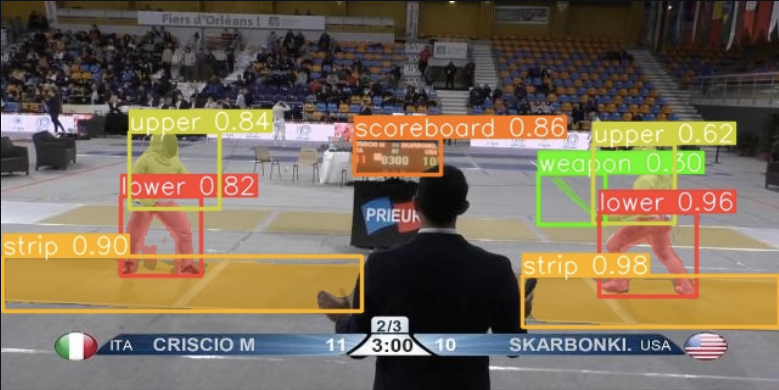 Fiers d'Orléans !
upper 0.84
scoreboard 0.86
upper 0.62
weapon 0.30
lower 0.82
lower 0.96
0300
10
PRIEUR
strip 0.90
strip 0.98
2/3
ITA CRISCIO M 11 3:00 10 SKARBONKI. USA